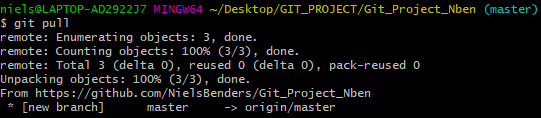 niels@LAPTOP-AD2922J7 MINGW64 ~/Desktop/GIT_PROJECT/Git_Project_Nben (master)
$ git pull
remote: Enumerating objects: 3, done.
remote: Counting objects: 100% (3/3), done.
remote: Total 3 (delta 0), reused 0 (delta 0), pack-reused 0
Unpacking objects: 100% (3/3), done.
From https://github.com/NielsBenders/Git_Project_Nben
 * [new branch]      master     -> origin/master